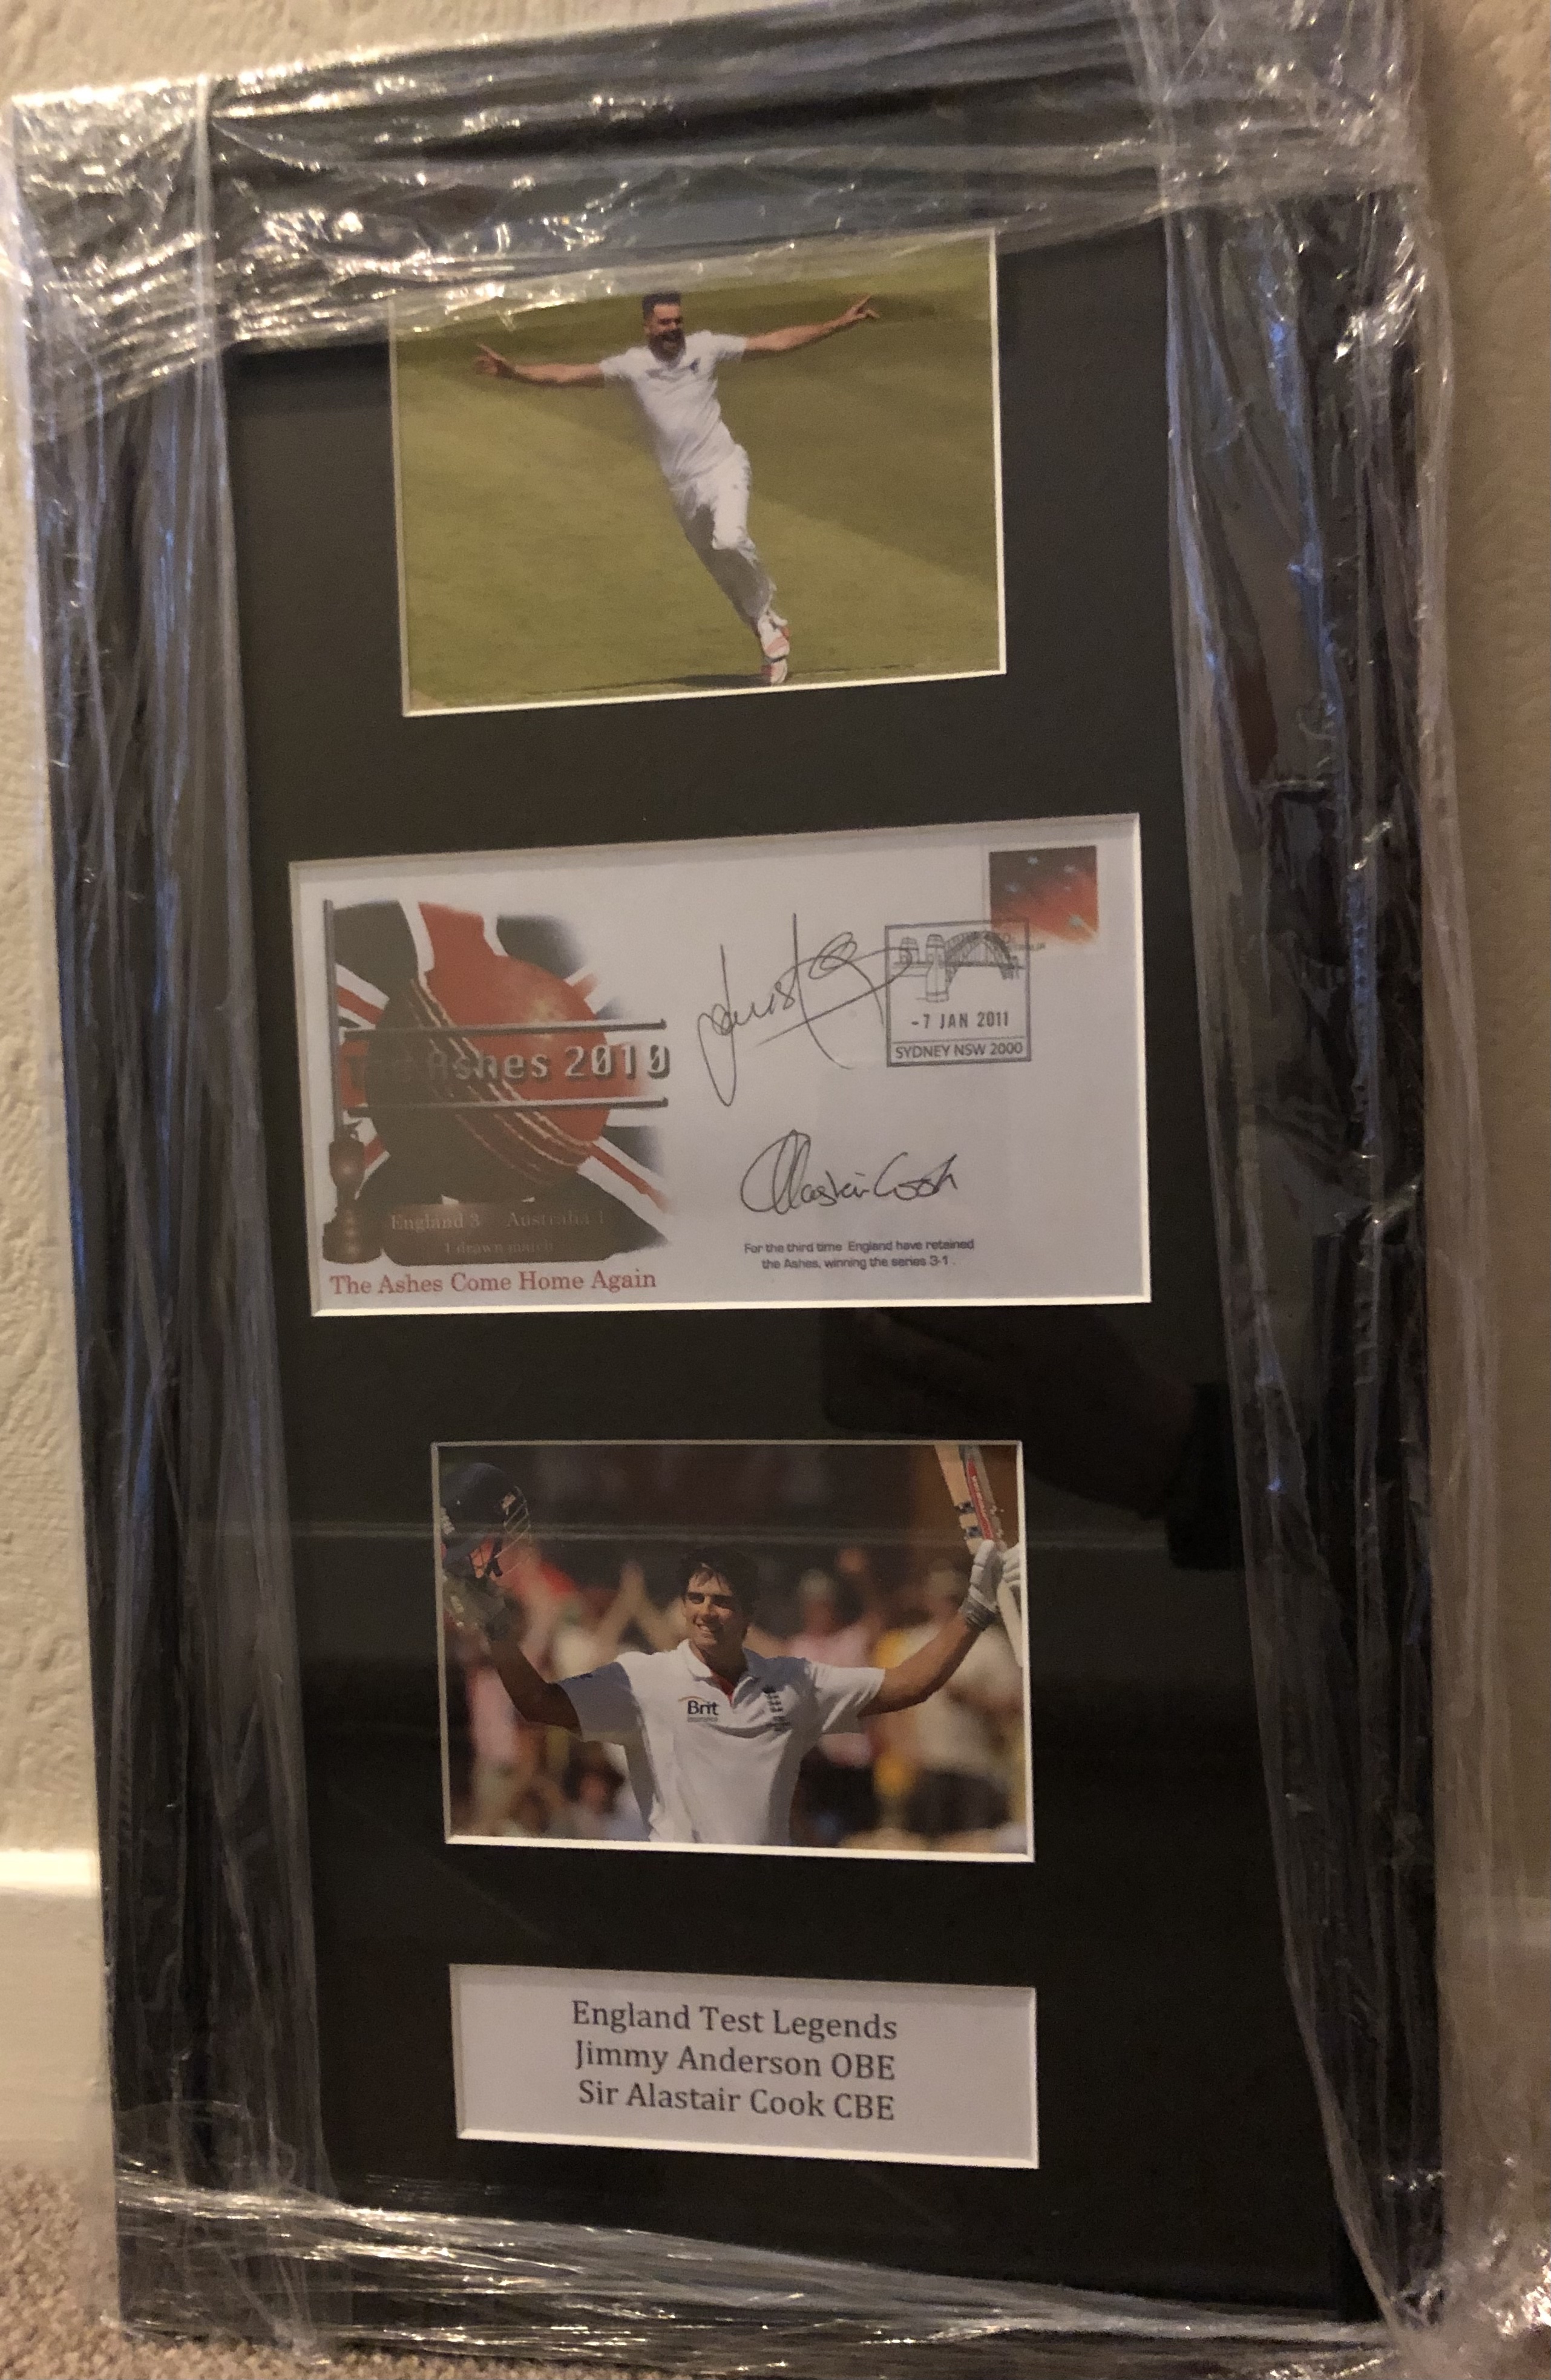 -7 JAN 2011
SYDNEY NSW 2000
The Ashes 2010
Alastair Cook
England 3 Australia 1
1 drawn match
The Ashes Come Home Again
For the third time England have retained
the Ashes, winning the series 3-1.
Brit
England Test Legends
Jimmy Anderson OBE
Sir Alastair Cook CBE